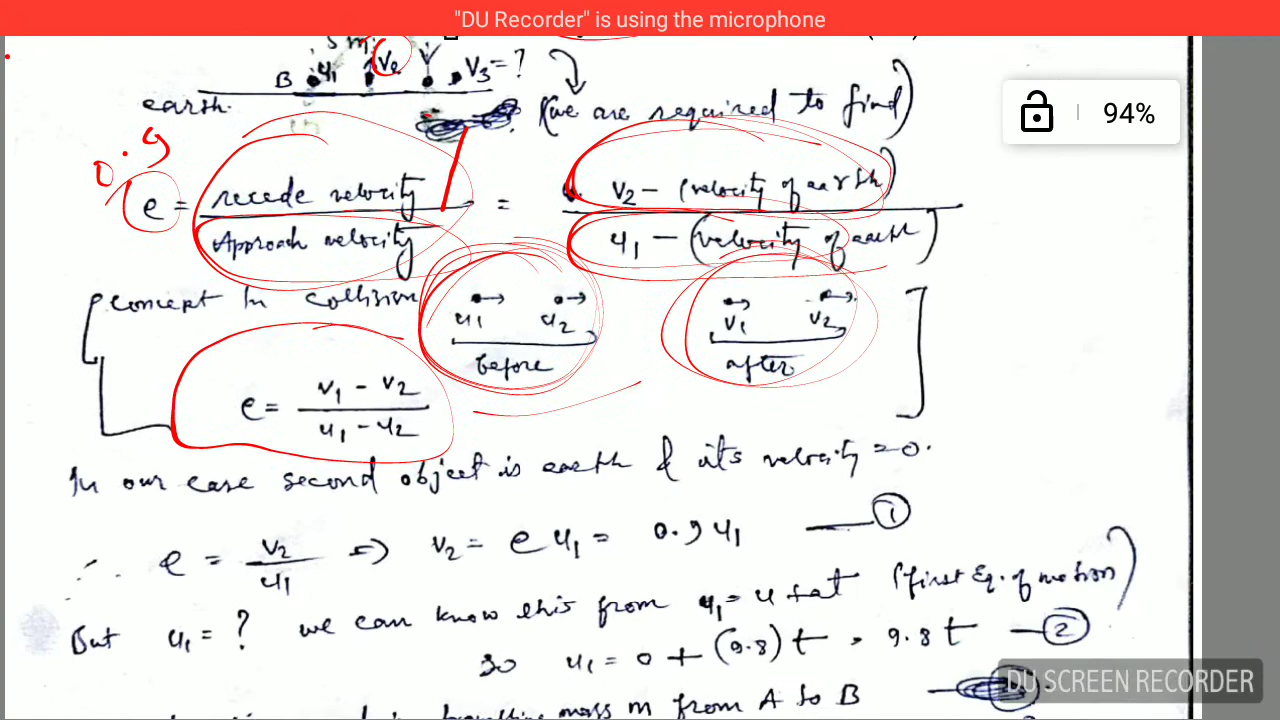 "DU Recorder" is using the microphone
5 m.
B u1 v2 v V3 = ?
earth. (we are required to find)
94%
0.9
e = recede velocity / Approach velocity = v2 - (velocity of earth) / u1 - (velocity of earth)
[concept in collision u1 u2 before v1 v2 after]
e = v1 - v2 / u1 - u2
In our case second object is earth & its velocity = 0.
∴ e = v2 / u1 => v2 = e u1 = 0.9 u1 — ①
But u1 = ? we can know this from u1 = u + at (first Eq. of motion)
so u1 = 0 + (9.8) t = 9.8 t — ②
DU SCREEN RECORDER
mass m from A to B